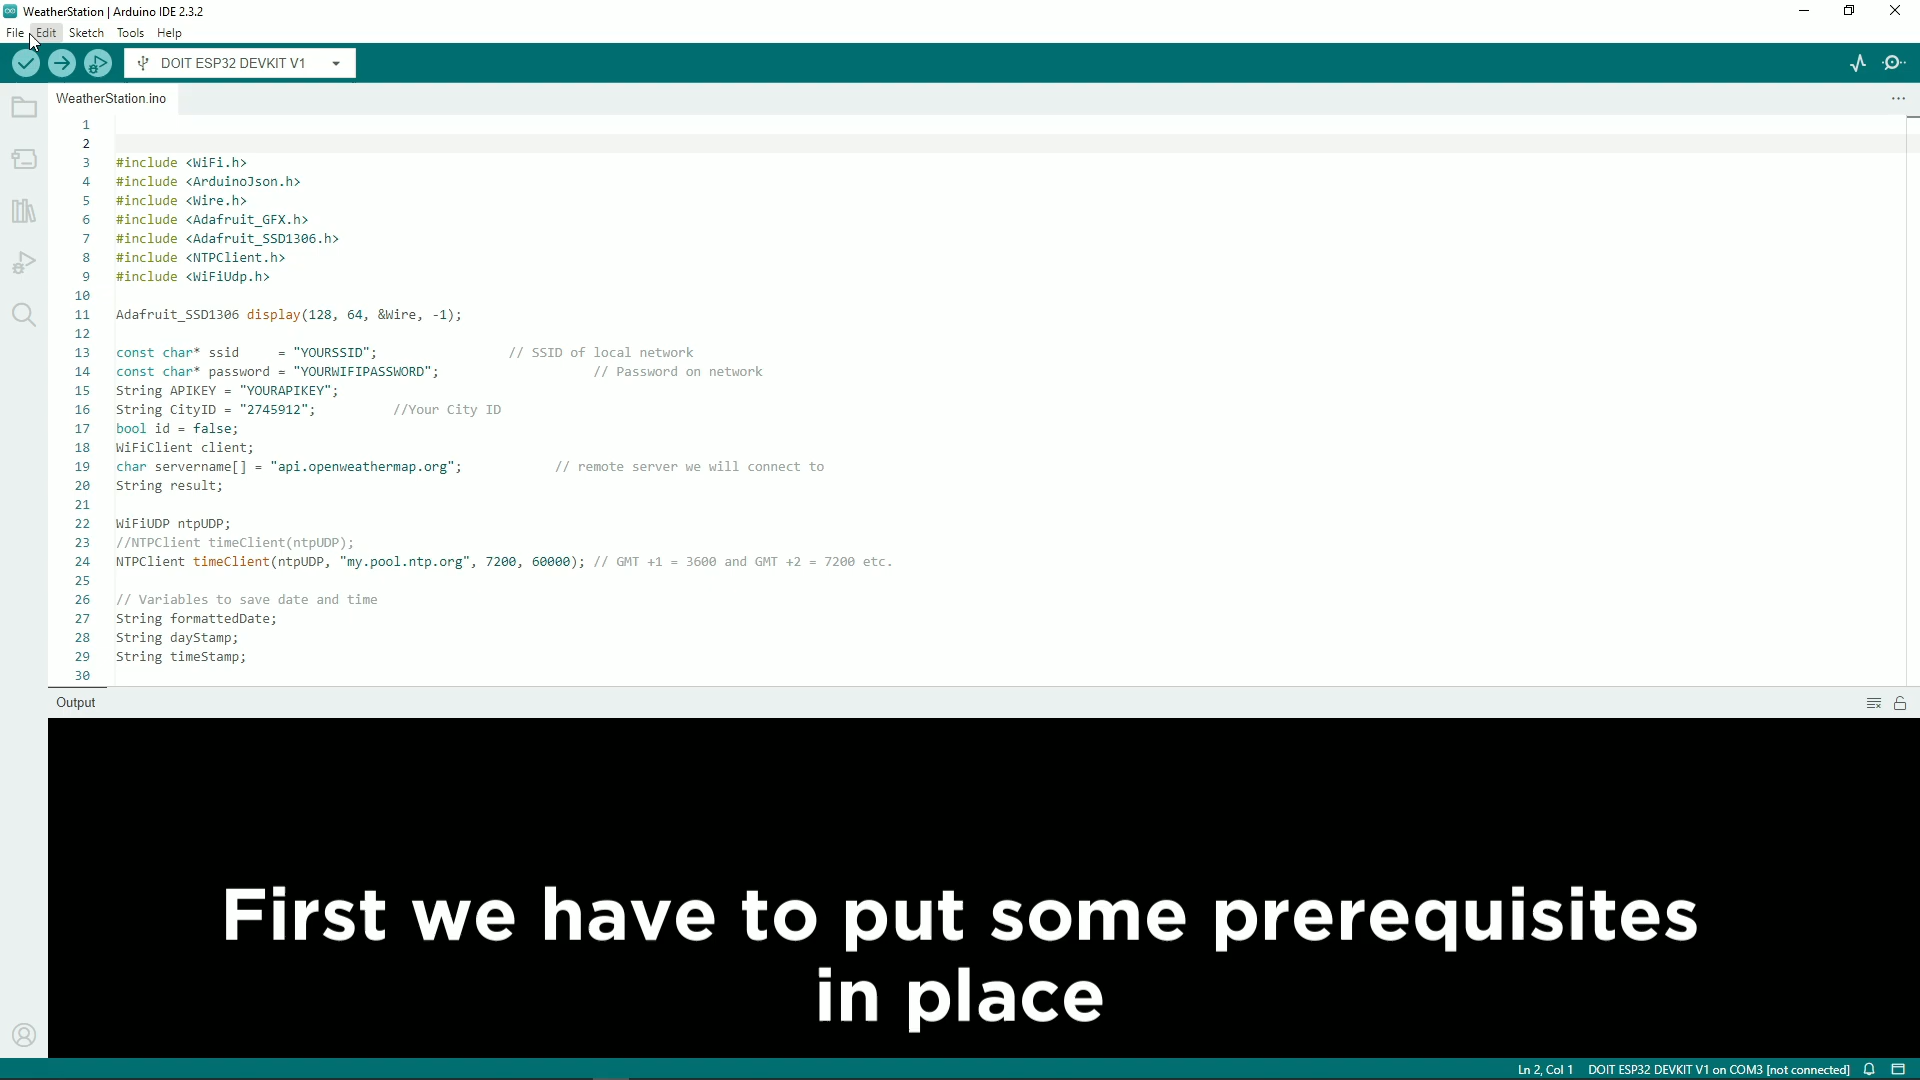 WeatherStation | Arduino IDE 2.3.2
File Edit Sketch Tools Help
DOIT ESP32 DEVKIT V1
WeatherStation.ino
1
2
3 #include <WiFi.h>
4 #include <ArduinoJson.h>
5 #include <Wire.h>
6 #include <Adafruit_GFX.h>
7 #include <Adafruit_SSD1306.h>
8 #include <NTPClient.h>
9 #include <WiFiUdp.h>
10
11 Adafruit_SSD1306 display(128, 64, &Wire, -1);
12
13 const char* ssid     = "YOURSSID";                 // SSID of local network
14 const char* password = "YOURWIFIPASSWORD";                    // Password on network
15 String APIKEY = "YOURAPIKEY";
16 String CityID = "2745912";          //Your City ID
17 bool id = false;
18 WiFiClient client;
19 char servername[] = "api.openweathermap.org";            // remote server we will connect to
20 String result;
21
22 WiFiUDP ntpUDP;
23 //NTPClient timeClient(ntpUDP);
24 NTPClient timeClient(ntpUDP, "my.pool.ntp.org", 7200, 60000); // GMT +1 = 3600 and GMT +2 = 7200 etc.
25
26 // Variables to save date and time
27 String formattedDate;
28 String dayStamp;
29 String timeStamp;
30
Output
First we have to put some prerequisites
in place
Ln 2, Col 1 DOIT ESP32 DEVKIT V1 on COM3 [not connected]